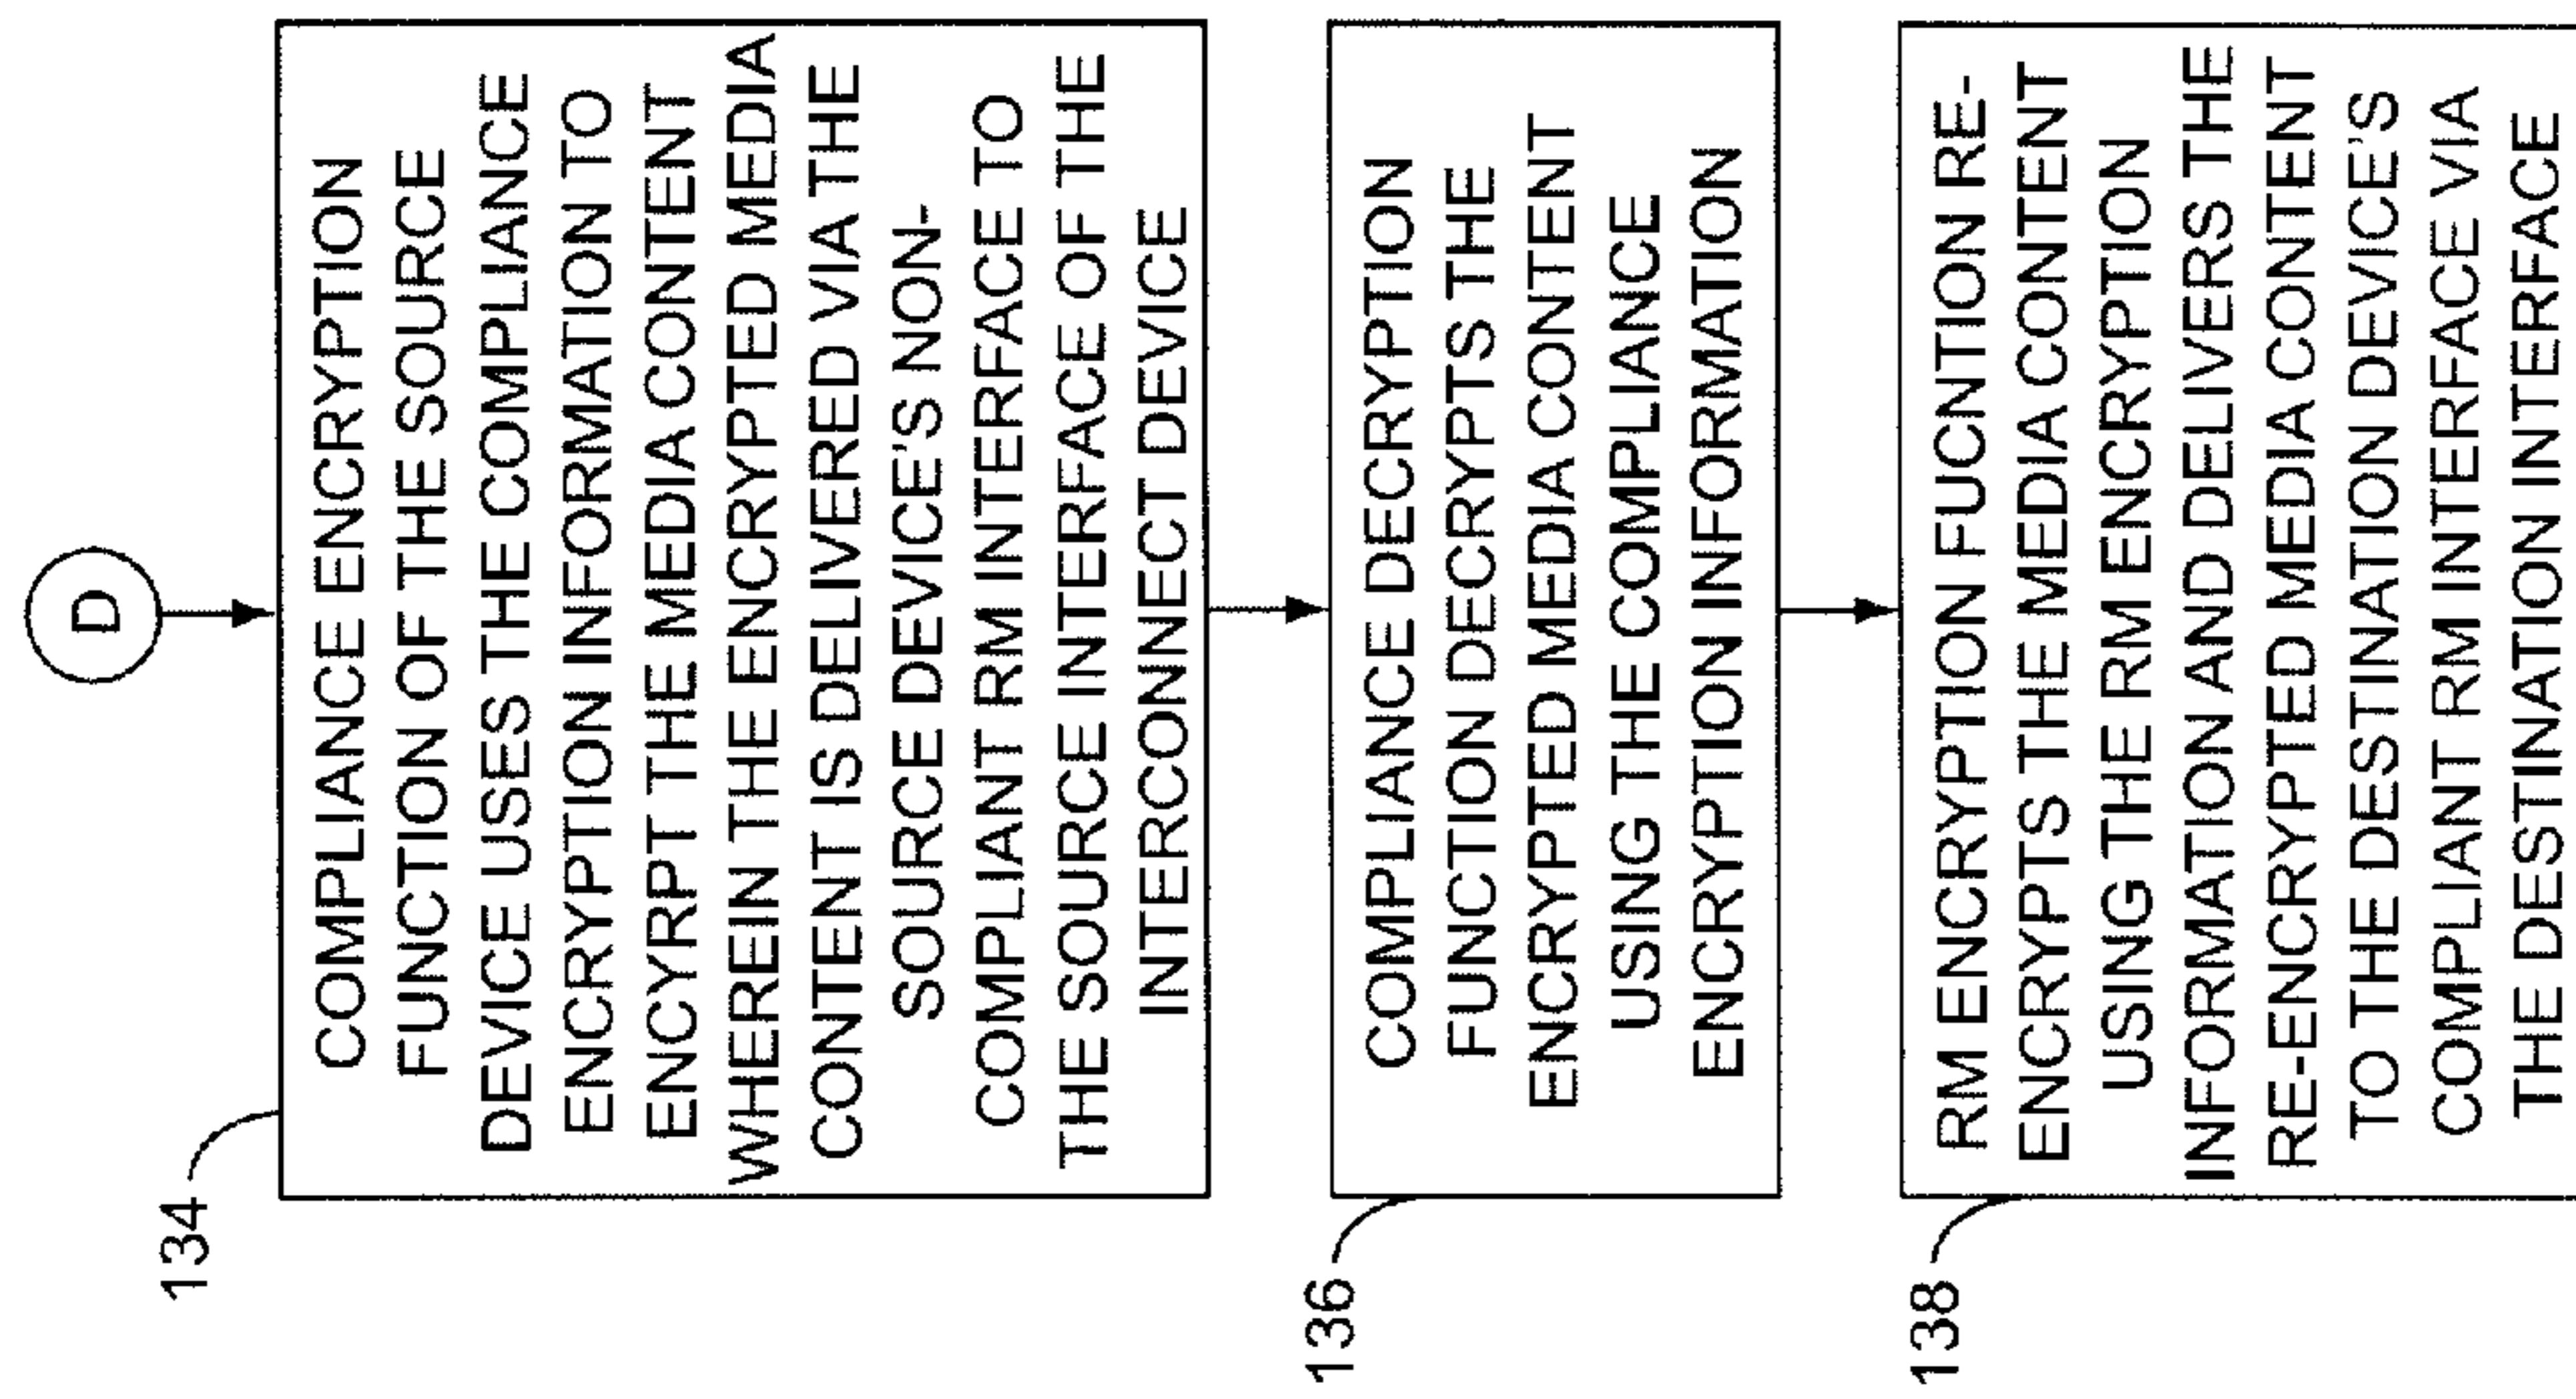 D
134
COMPLIANCE ENCRYPTION
FUNCTION OF THE SOURCE
DEVICE USES THE COMPLIANCE
ENCRYPTION INFORMATION TO
ENCYRPT THE MEDIA CONTENT
WHEREIN THE ENCRYPTED MEDIA
CONTENT IS DELIVERED VIA THE
SOURCE DEVICE'S NON-
COMPLIANT RM INTERFACE TO
THE SOURCE INTERFACE OF THE
INTERCONNECT DEVICE
136
COMPLIANCE DECRYPTION
FUNCTION DECRYPTS THE
ENCRYPTED MEDIA CONTENT
USING THE COMPLIANCE
ENCRYPTION INFORMATION
138
RM ENCRYPTION FUCNTION RE-
ENCRYPTS THE MEDIA CONTENT
USING THE RM ENCRYPTION
INFORMATION AND DELIVERS THE
RE-ENCRYPTED MEDIA CONTENT
TO THE DESTINATION DEVICE'S
COMPLIANT RM INTERFACE VIA
THE DESTINATION INTERFACE